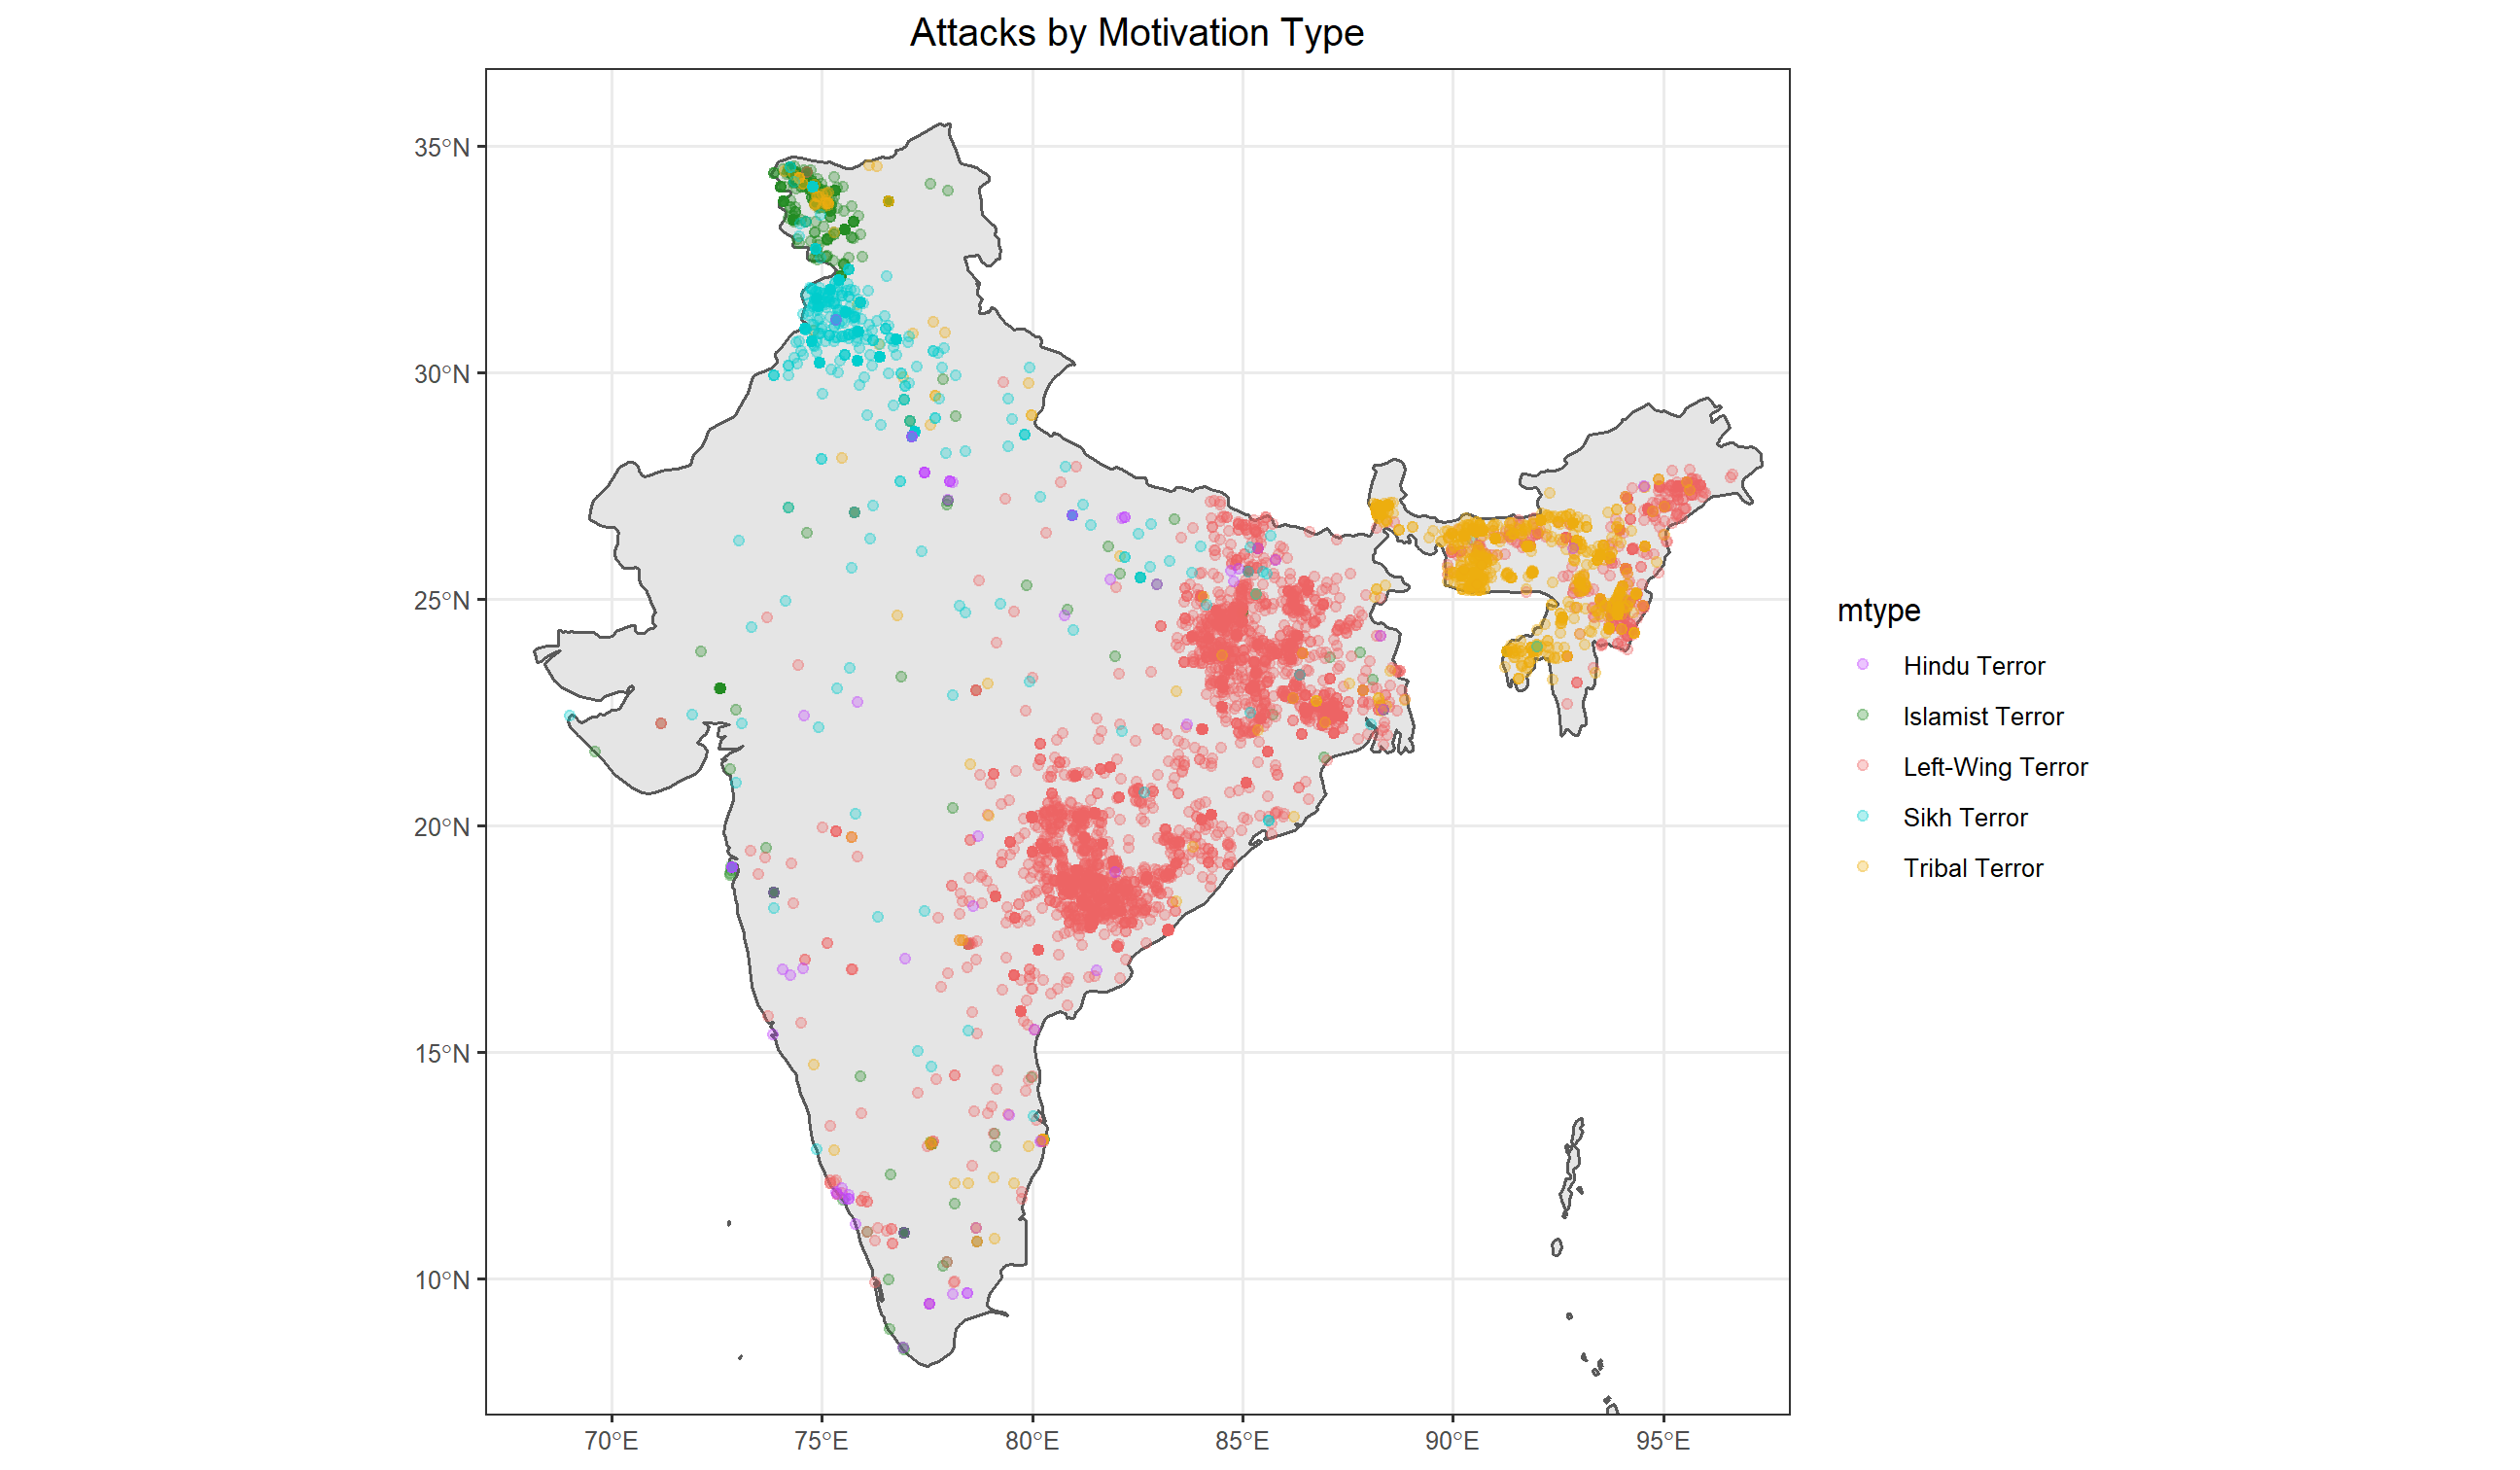 Attacks by Motivation Type
35°N
30°N
25°N
20°N
15°N
10°N
70°E
75°E
80°E
85°E
90°E
95°E
mtype
Hindu Terror
Islamist Terror
Left-Wing Terror
Sikh Terror
Tribal Terror